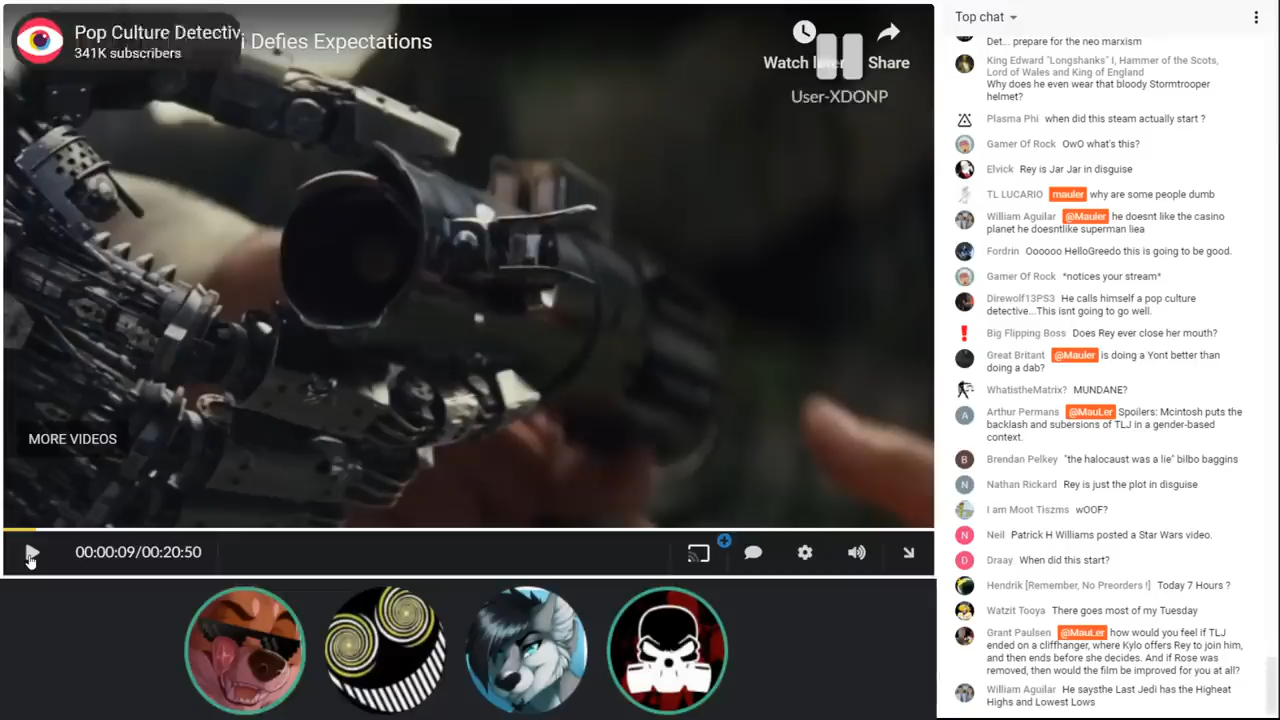 Pop Culture Detectiv
i Defies Expectations
341K subscribers
Watch
Share
User-XDONP
MORE VIDEOS
00:00:09/00:20:50
Top chat
Det... prepare for the neo marxism
King Edward "Longshanks" I, Hammer of the Scots,
Lord of Wales and King of England
Why does he even wear that bloody Stormtrooper
helmet?
Plasma Phi when did this steam actually start ?
Gamer Of Rock OwO what's this?
Elvick Rey is Jar Jar in disguise
TL LUCARIO mauler why are some people dumb
William Aguilar @Mauler he doesnt like the casino
planet he doesntlike superman liea
Fordrin Oooooo HelloGreedo this is going to be good.
Gamer Of Rock *notices your stream*
Direwolf13PS3 He calls himself a pop culture
detective...This isnt going to go well.
Big Flipping Boss Does Rey ever close her mouth?
Great Britant @Mauler is doing a Yont better than
doing a dab?
WhatistheMatrix? MUNDANE?
A
Arthur Permans @MauLer Spoilers: Mcintosh puts the
backlash and subersions of TLJ in a gender-based
context.
B
Brendan Pelkey "the holocaust was a lie" bilbo baggins
N
Nathan Rickard Rey is just the plot in disguise
I am Moot Tiszms wOOF?
N
Neil Patrick H Williams posted a Star Wars video.
D
Draay When did this start?
Hendrik [Remember, No Preorders !] Today 7 Hours ?
Watzit Tooya There goes most of my Tuesday
Grant Paulsen @MauLer how would you feel if TLJ
ended on a cliffhanger, where Kylo offers Rey to join him,
and then ends before she decides. And if Rose was
removed, then would the film be improved for you at all?
William Aguilar He saysthe Last Jedi has the Higheat
Highs and Lowest Lows